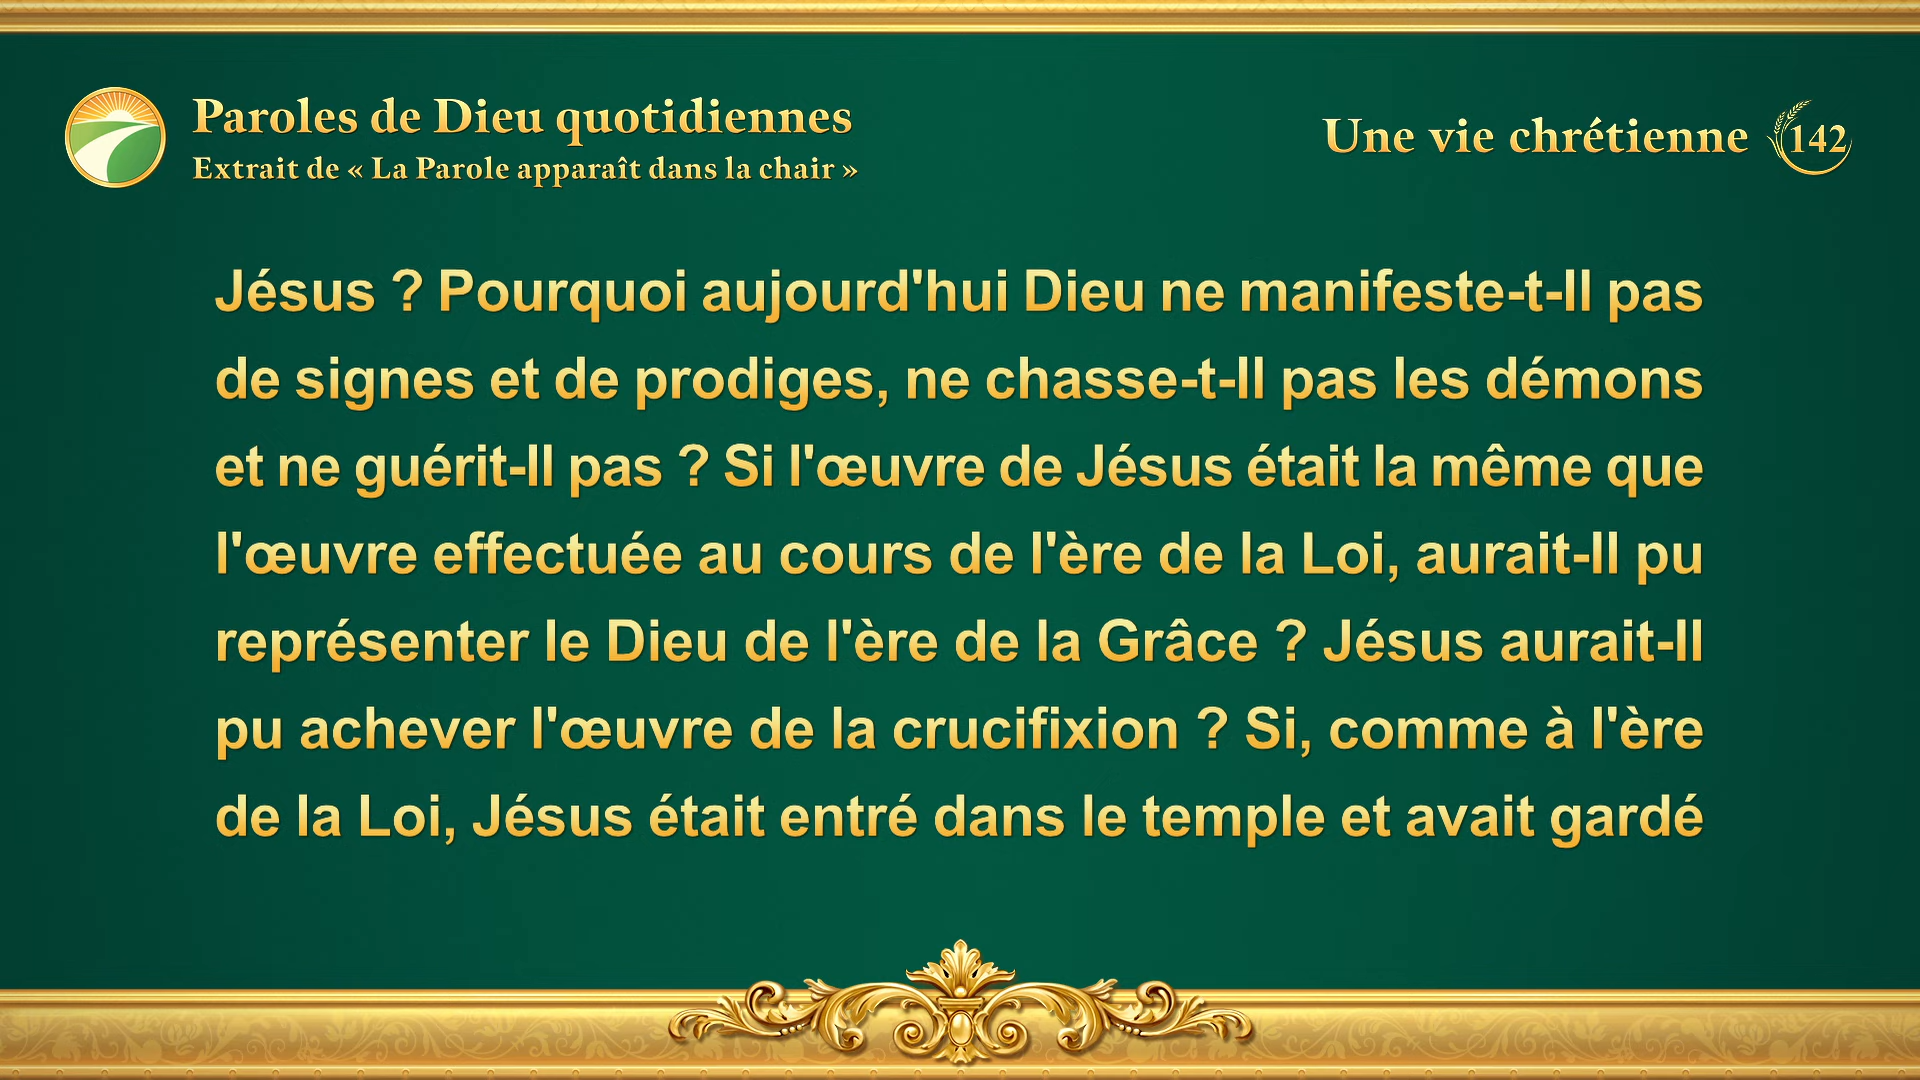 Paroles de Dieu quotidiennes
Extrait de « La Parole apparaît dans la chair »
Une vie chrétienne 142
Jésus ? Pourquoi aujourd'hui Dieu ne manifeste-t-Il pas
de signes et de prodiges, ne chasse-t-Il pas les démons
et ne guérit-Il pas ? Si l'œuvre de Jésus était la même que
l'œuvre effectuée au cours de l'ère de la Loi, aurait-Il pu
représenter le Dieu de l'ère de la Grâce ? Jésus aurait-Il
pu achever l'œuvre de la crucifixion ? Si, comme à l'ère
de la Loi, Jésus était entré dans le temple et avait gardé